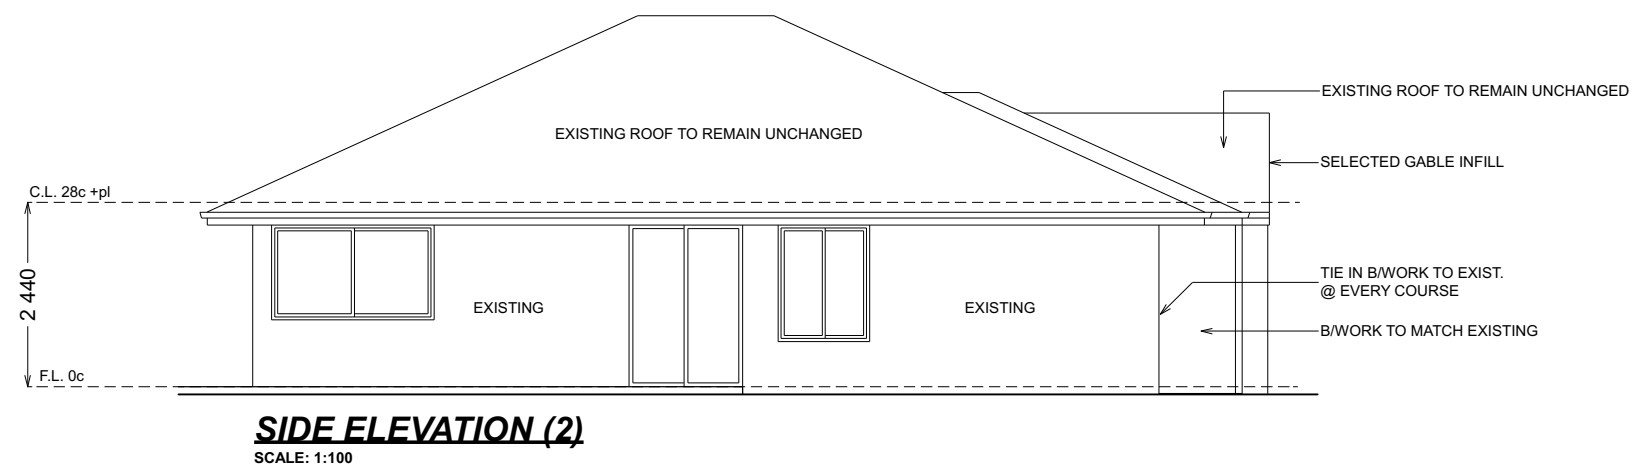 EXISTING ROOF TO REMAIN UNCHANGED
EXISTING ROOF TO REMAIN UNCHANGED
SELECTED GABLE INFILL
C.L. 28c +pl
2 440
TIE IN B/WORK TO EXIST.
@ EVERY COURSE
EXISTING
EXISTING
B/WORK TO MATCH EXISTING
F.L. 0c
SIDE ELEVATION (2)
SCALE: 1:100